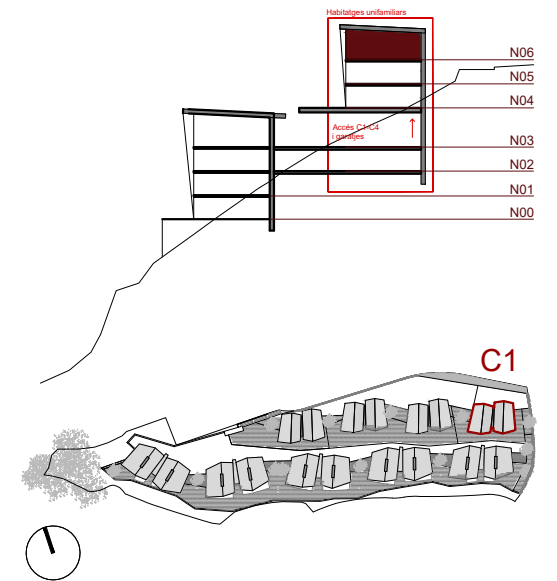 Habitatges unifamiliars
N06
N05
N04
Accés C1-C4
i garatjes
N03
N02
N01
N00
C1